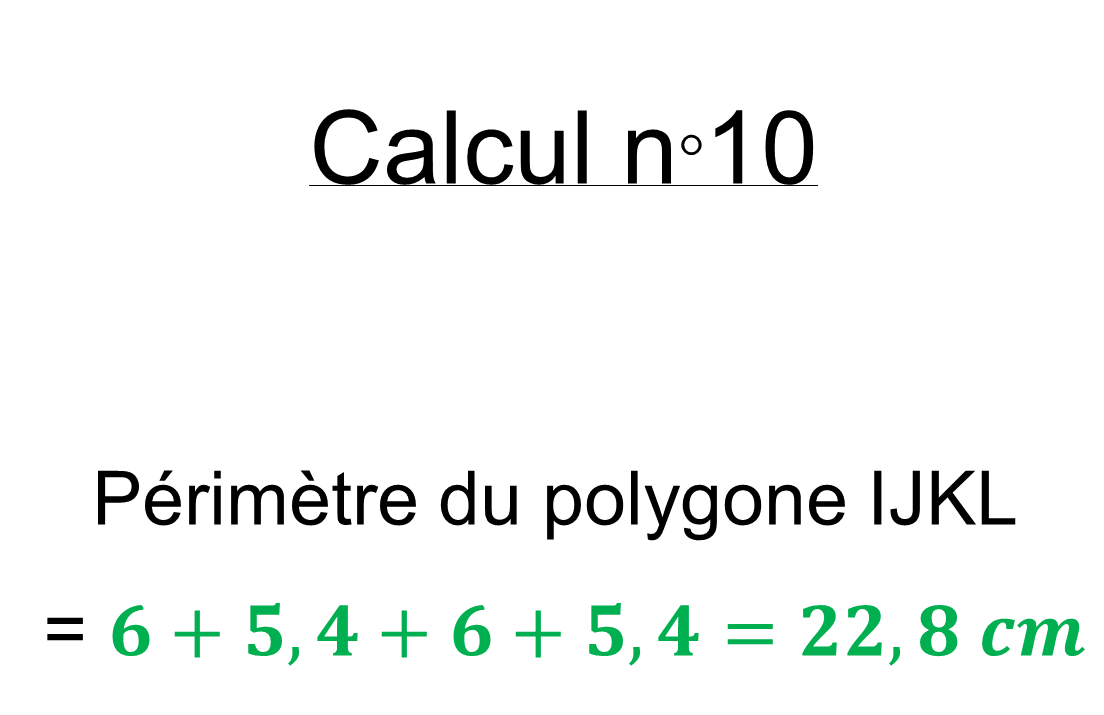 Calcul n°10
Périmètre du polygone IJKL
= 6 + 5,4 + 6 + 5,4 = 22,8 cm